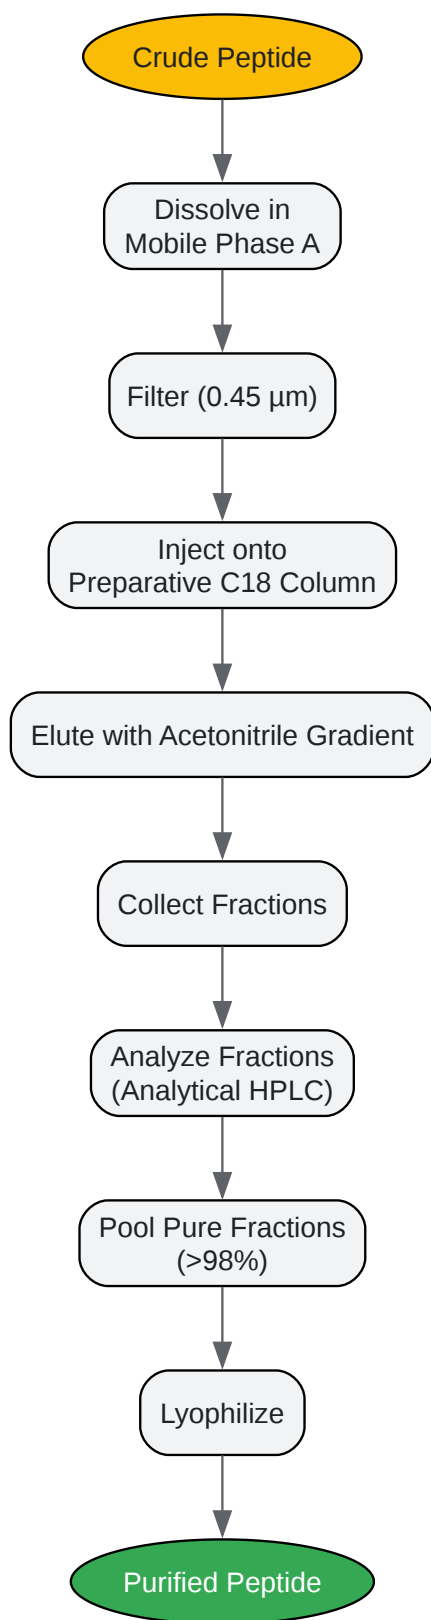 Crude Peptide
Dissolve in
Mobile Phase A
Filter (0.45 µm)
Inject onto
Preparative C18 Column
Elute with Acetonitrile Gradient
Collect Fractions
Analyze Fractions
(Analytical HPLC)
Pool Pure Fractions
(>98%)
Lyophilize
Purified Peptide